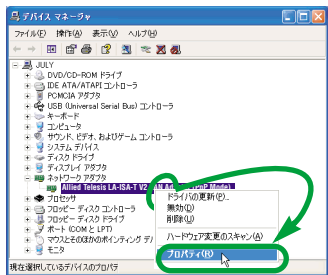 デバイス マネージャ
ファイル(F) 操作(A) 表示(V) ヘルプ(H)
JULY
DVD/CD-ROM ドライブ
IDE ATA/ATAPI コントローラ
PCMCIA アダプタ
USB (Universal Serial Bus) コントローラ
キーボード
コンピュータ
サウンド、ビデオ、およびゲーム コントローラ
システム デバイス
ディスク ドライブ
ディスプレイ アダプタ
ネットワーク アダプタ
Allied Telesis LA-ISA-T V2 LAN Adapter (PnP Mode)
プロセッサ
フロッピー ディスク コントローラ
フロッピー ディスク ドライブ
ポート (COM と LPT)
マウスとそのほかのポインティング デバ
モニタ
ドライバの更新(P)...
無効(D)
削除(U)
ハードウェア変更のスキャン(A)
プロパティ(R)
現在選択しているデバイスのプロパテ